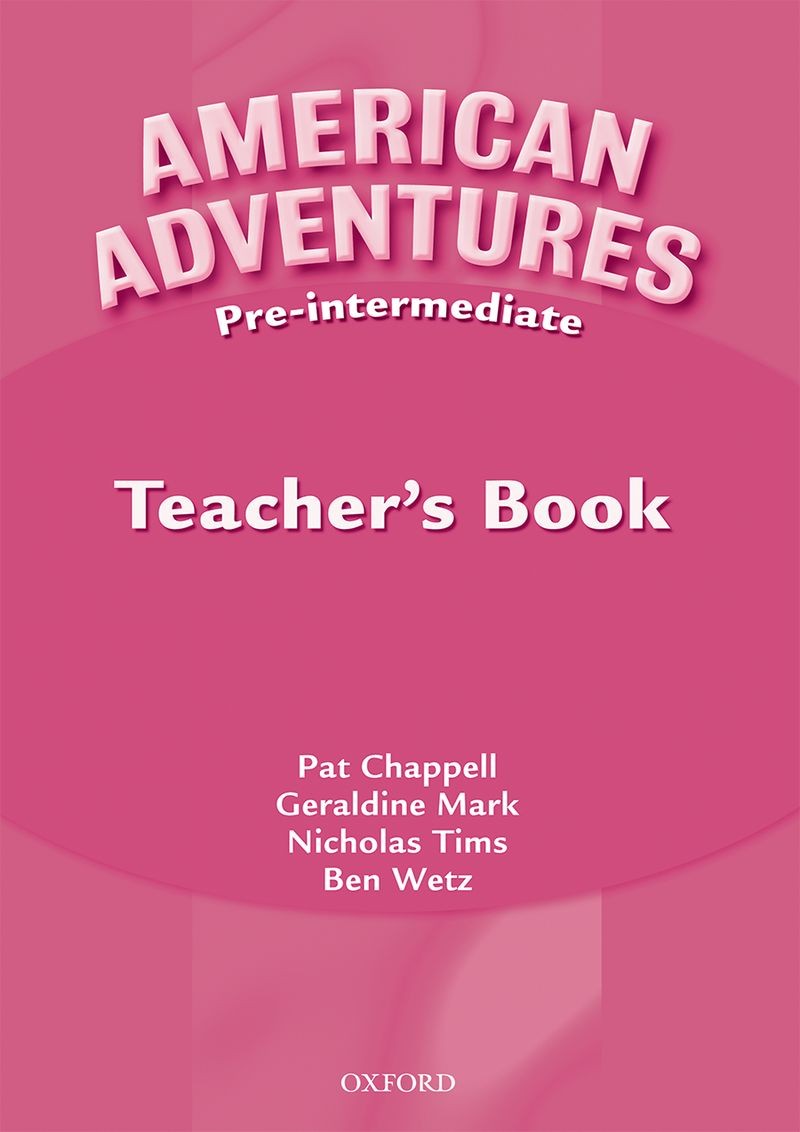 AMERICAN
ADVENTURES
Pre-intermediate
Teacher’s Book
Pat Chappell
Geraldine Mark
Nicholas Tims
Ben Wetz
OXFORD